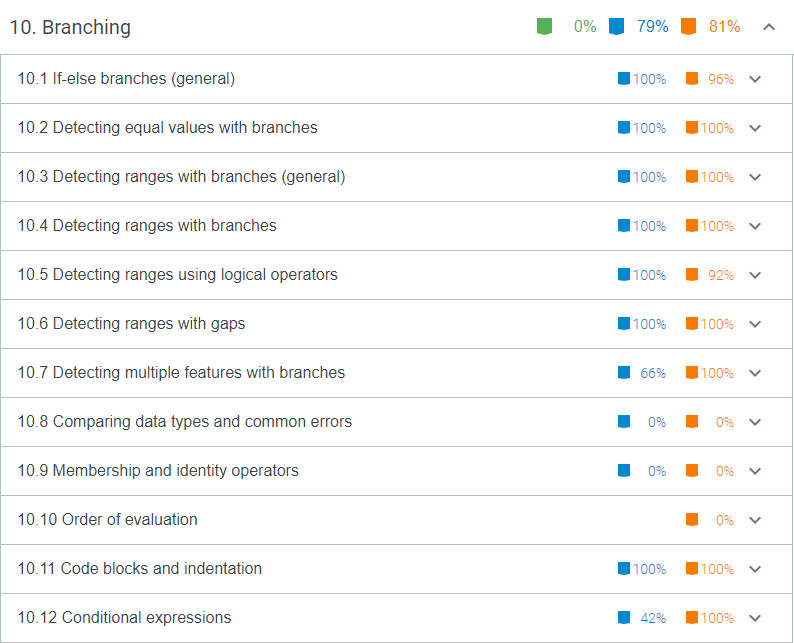 10. Branching 0% 79% 81%
10.1 If-else branches (general) 100% 96%
10.2 Detecting equal values with branches 100% 100%
10.3 Detecting ranges with branches (general) 100% 100%
10.4 Detecting ranges with branches 100% 100%
10.5 Detecting ranges using logical operators 100% 92%
10.6 Detecting ranges with gaps 100% 100%
10.7 Detecting multiple features with branches 66% 100%
10.8 Comparing data types and common errors 0% 0%
10.9 Membership and identity operators 0% 0%
10.10 Order of evaluation 0%
10.11 Code blocks and indentation 100% 100%
10.12 Conditional expressions 42% 100%